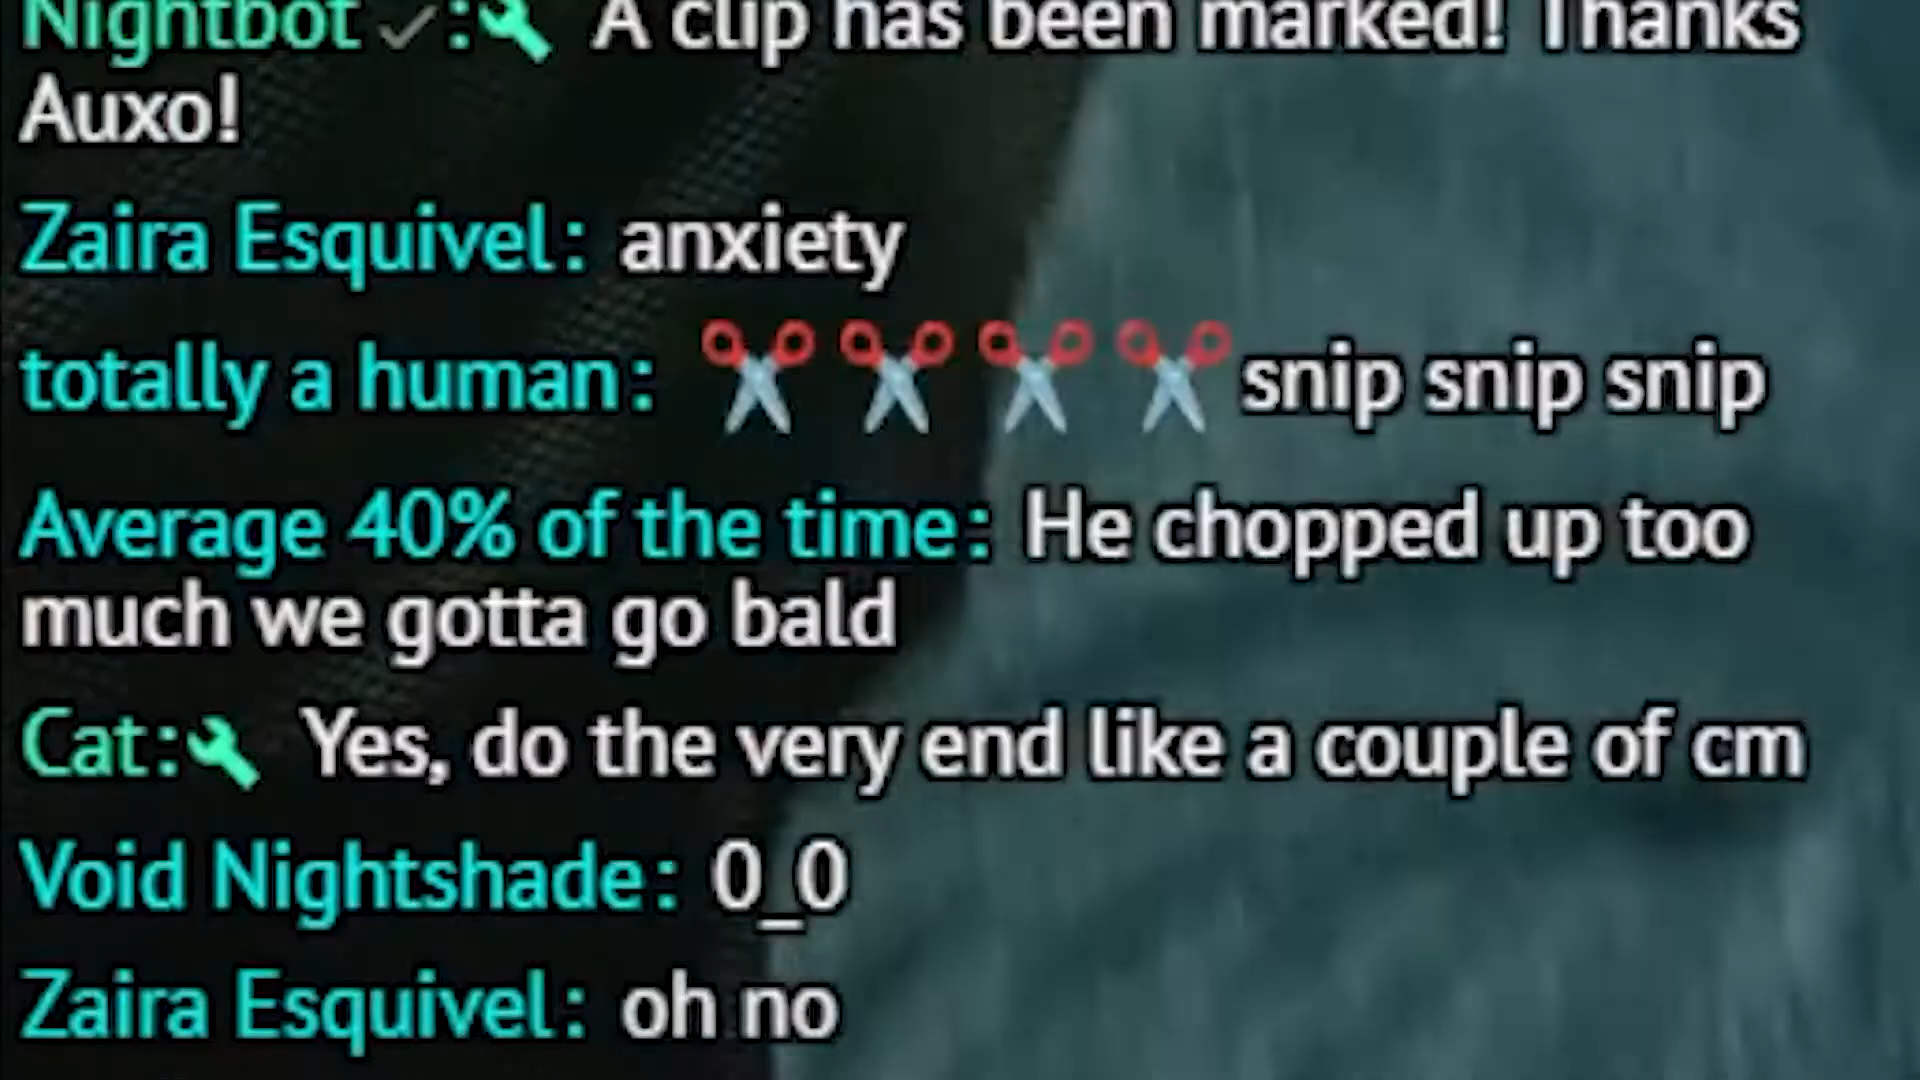 Nightbot ✓:🔧 A clip has been marked! Thanks
Auxo!
Zaira Esquivel: anxiety
totally a human: ✂️✂️✂️✂️ snip snip snip
Average 40% of the time: He chopped up too
much we gotta go bald
Cat:🔧 Yes, do the very end like a couple of cm
Void Nightshade: 0_0
Zaira Esquivel: oh no